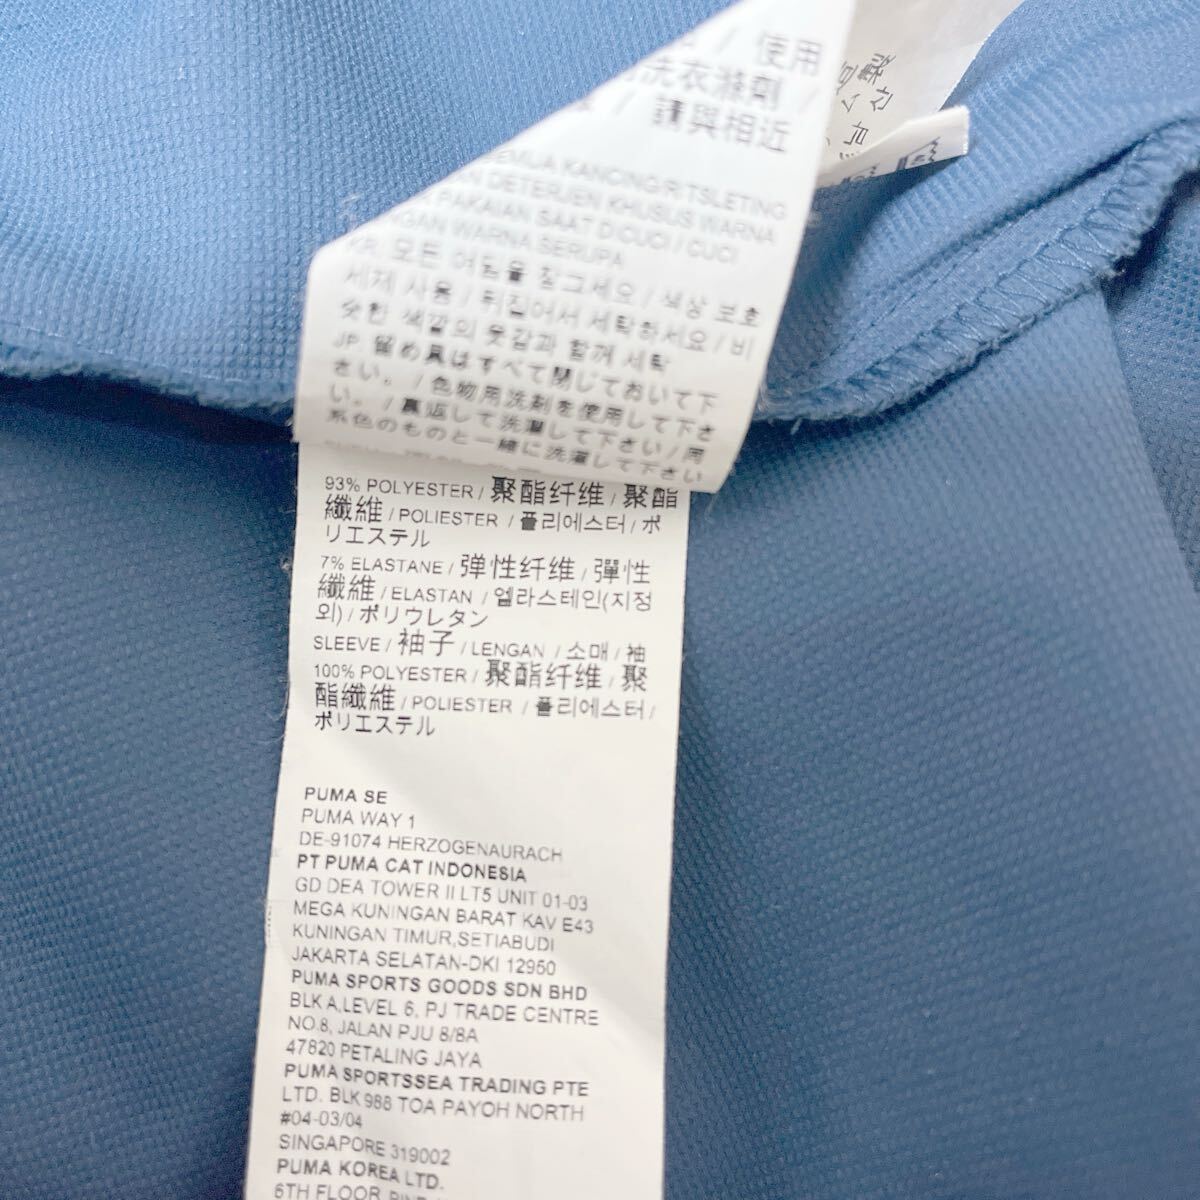 / 使用
洗衣滌劑 /
/ 請與相近
KANCING/RITSLETING
DETERJEN KHUSUS WARNA
PAKAIAN SAAT DICUCI / CUCI
WARNA SERUPA
KR. 모든 여밈을 잠그세요 / 색상 보호
세제 사용 / 뒤집어서 세탁하세요 / 비
슷한 색깔의 옷감과 함께 세탁
JP. 留め具はすべて閉じておいて下
さい。/ 色物用洗剤を使用して下さ
い。/ 裏返して洗濯して下さい / 同
系色のものと一緒に洗濯して下さい
93% POLYESTER / 聚酯纤维 / 聚酯
纖維 / POLIESTER / 폴리에스터 / ポ
リエステル
7% ELASTANE / 弹性纤维 / 彈性
纖維 / ELASTAN / 엘라스테인(지정
외) / ポリウレタン
SLEEVE / 袖子 / LENGAN / 소매 / 袖
100% POLYESTER / 聚酯纤维 / 聚
酯纖維 / POLIESTER / 폴리에스터 /
ポリエステル
PUMA SE
PUMA WAY 1
DE-91074 HERZOGENAURACH
PT PUMA CAT INDONESIA
GD DEA TOWER II LT5 UNIT 01-03
MEGA KUNINGAN BARAT KAV E43
KUNINGAN TIMUR,SETIABUDI
JAKARTA SELATAN-DKI 12950
PUMA SPORTS GOODS SDN BHD
BLK A,LEVEL 6, PJ TRADE CENTRE
NO.8, JALAN PJU 8/8A
47820 PETALING JAYA
PUMA SPORTSSEA TRADING PTE
LTD. BLK 988 TOA PAYOH NORTH
#04-03/04
SINGAPORE 319002
PUMA KOREA LTD.
6TH FLOOR,